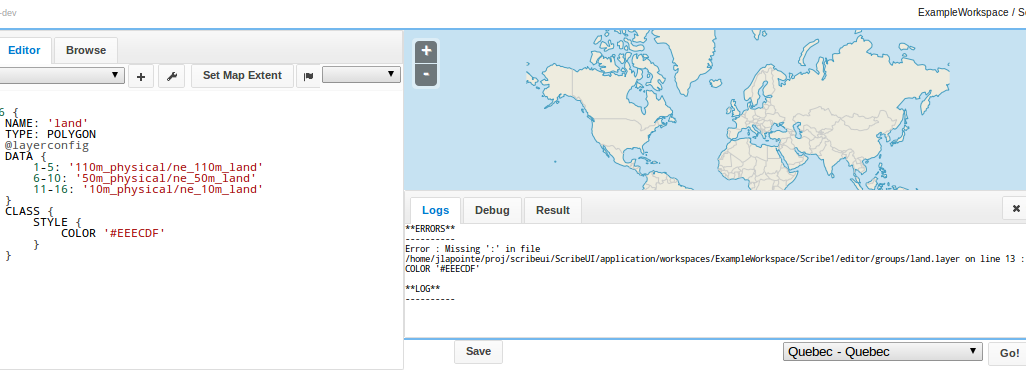 -dev
ExampleWorkspace / S
Editor
Browse
+
Set Map Extent
+
-
6 {
NAME: 'land'
TYPE: POLYGON
@layerconfig
DATA {
1-5: '110m_physical/ne_110m_land'
6-10: '50m_physical/ne_50m_land'
11-16: '10m_physical/ne_10m_land'
}
CLASS {
STYLE {
COLOR '#EEECDF'
}
}
Logs
Debug
Result
**ERRORS**
----------
Error : Missing ':' in file
/home/jlapointe/proj/scribeui/ScribeUI/application/workspaces/ExampleWorkspace/Scribe1/editor/groups/land.layer on line 13 :
COLOR '#EEECDF'
**LOG**
----------
Save
Quebec - Quebec
Go!